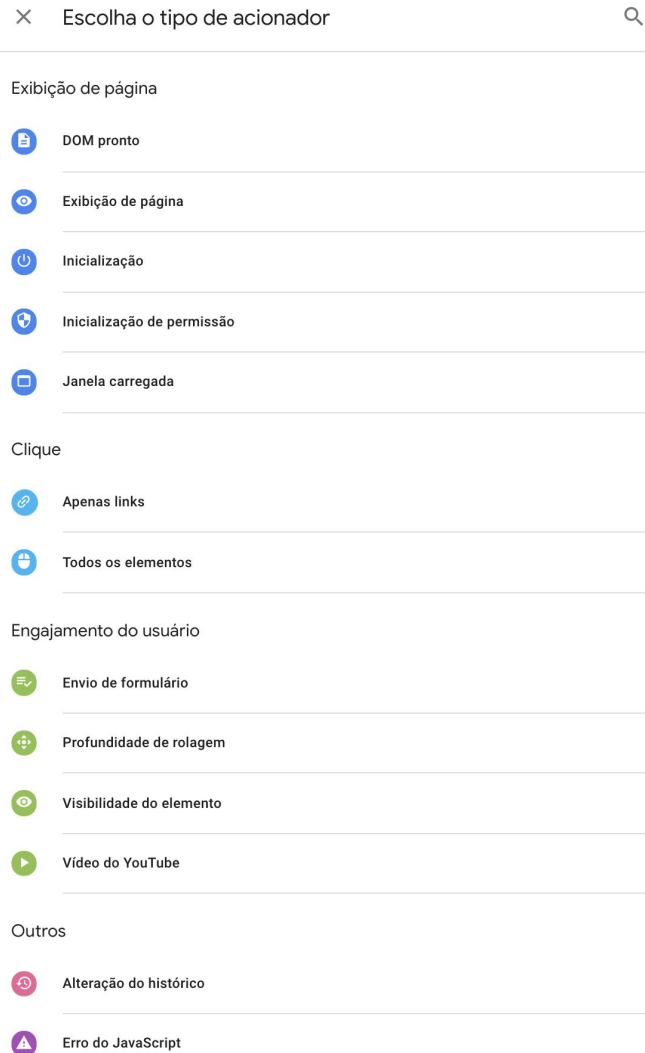 Escolha o tipo de acionador
Exibição de página
DOM pronto
Exibição de página
Inicialização
Inicialização de permissão
Janela carregada
Clique
Apenas links
Todos os elementos
Engajamento do usuário
Envio de formulário
Profundidade de rolagem
Visibilidade do elemento
Vídeo do YouTube
Outros
Alteração do histórico
Erro do JavaScript